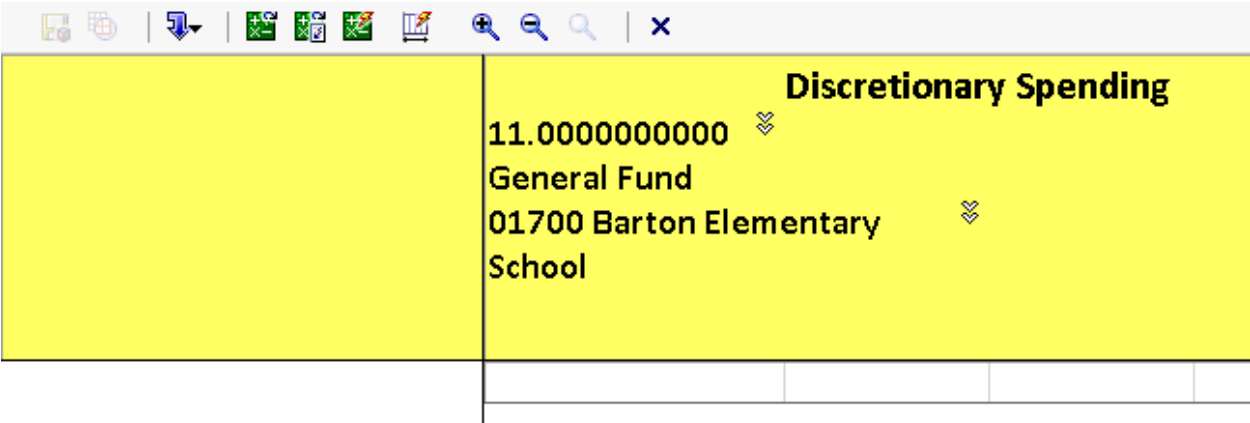 Discretionary Spending
11.0000000000
General Fund
01700 Barton Elementary
School